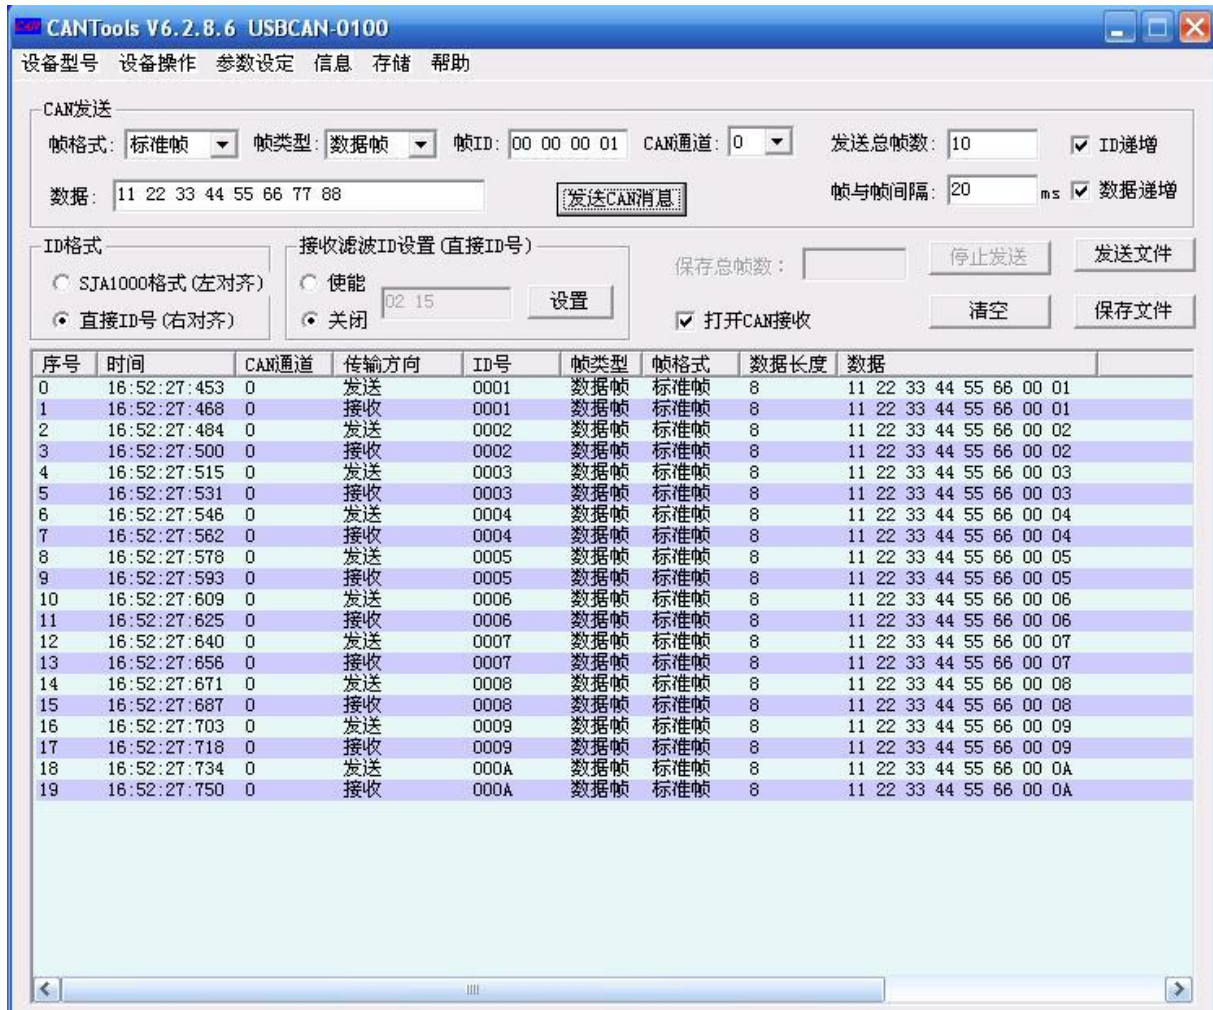 CAN CANTools V6.2.8.6 USBCAN-0100
设备型号 设备操作 参数设定 信息 存储 帮助
CAN发送
帧格式: 标准帧 帧类型: 数据帧 帧ID: 00 00 00 01 CAN通道: 0 发送总帧数: 10 ID递增
数据: 11 22 33 44 55 66 77 88 发送CAN消息 帧与帧间隔: 20 ms 数据递增
ID格式 接收滤波ID设置(直接ID号)
SJA1000格式(左对齐) 使能 保存总帧数: 停止发送 发送文件
直接ID号(右对齐) 关闭 02 15 设置 打开CAN接收 清空 保存文件
序号 时间 CAN通道 传输方向 ID号 帧类型 帧格式 数据长度 数据
0 16:52:27:453 0 发送 0001 数据帧 标准帧 8 11 22 33 44 55 66 00 01
1 16:52:27:468 0 接收 0001 数据帧 标准帧 8 11 22 33 44 55 66 00 01
2 16:52:27:484 0 发送 0002 数据帧 标准帧 8 11 22 33 44 55 66 00 02
3 16:52:27:500 0 接收 0002 数据帧 标准帧 8 11 22 33 44 55 66 00 02
4 16:52:27:515 0 发送 0003 数据帧 标准帧 8 11 22 33 44 55 66 00 03
5 16:52:27:531 0 接收 0003 数据帧 标准帧 8 11 22 33 44 55 66 00 03
6 16:52:27:546 0 发送 0004 数据帧 标准帧 8 11 22 33 44 55 66 00 04
7 16:52:27:562 0 接收 0004 数据帧 标准帧 8 11 22 33 44 55 66 00 04
8 16:52:27:578 0 发送 0005 数据帧 标准帧 8 11 22 33 44 55 66 00 05
9 16:52:27:593 0 接收 0005 数据帧 标准帧 8 11 22 33 44 55 66 00 05
10 16:52:27:609 0 发送 0006 数据帧 标准帧 8 11 22 33 44 55 66 00 06
11 16:52:27:625 0 接收 0006 数据帧 标准帧 8 11 22 33 44 55 66 00 06
12 16:52:27:640 0 发送 0007 数据帧 标准帧 8 11 22 33 44 55 66 00 07
13 16:52:27:656 0 接收 0007 数据帧 标准帧 8 11 22 33 44 55 66 00 07
14 16:52:27:671 0 发送 0008 数据帧 标准帧 8 11 22 33 44 55 66 00 08
15 16:52:27:687 0 接收 0008 数据帧 标准帧 8 11 22 33 44 55 66 00 08
16 16:52:27:703 0 发送 0009 数据帧 标准帧 8 11 22 33 44 55 66 00 09
17 16:52:27:718 0 接收 0009 数据帧 标准帧 8 11 22 33 44 55 66 00 09
18 16:52:27:734 0 发送 000A 数据帧 标准帧 8 11 22 33 44 55 66 00 0A
19 16:52:27:750 0 接收 000A 数据帧 标准帧 8 11 22 33 44 55 66 00 0A